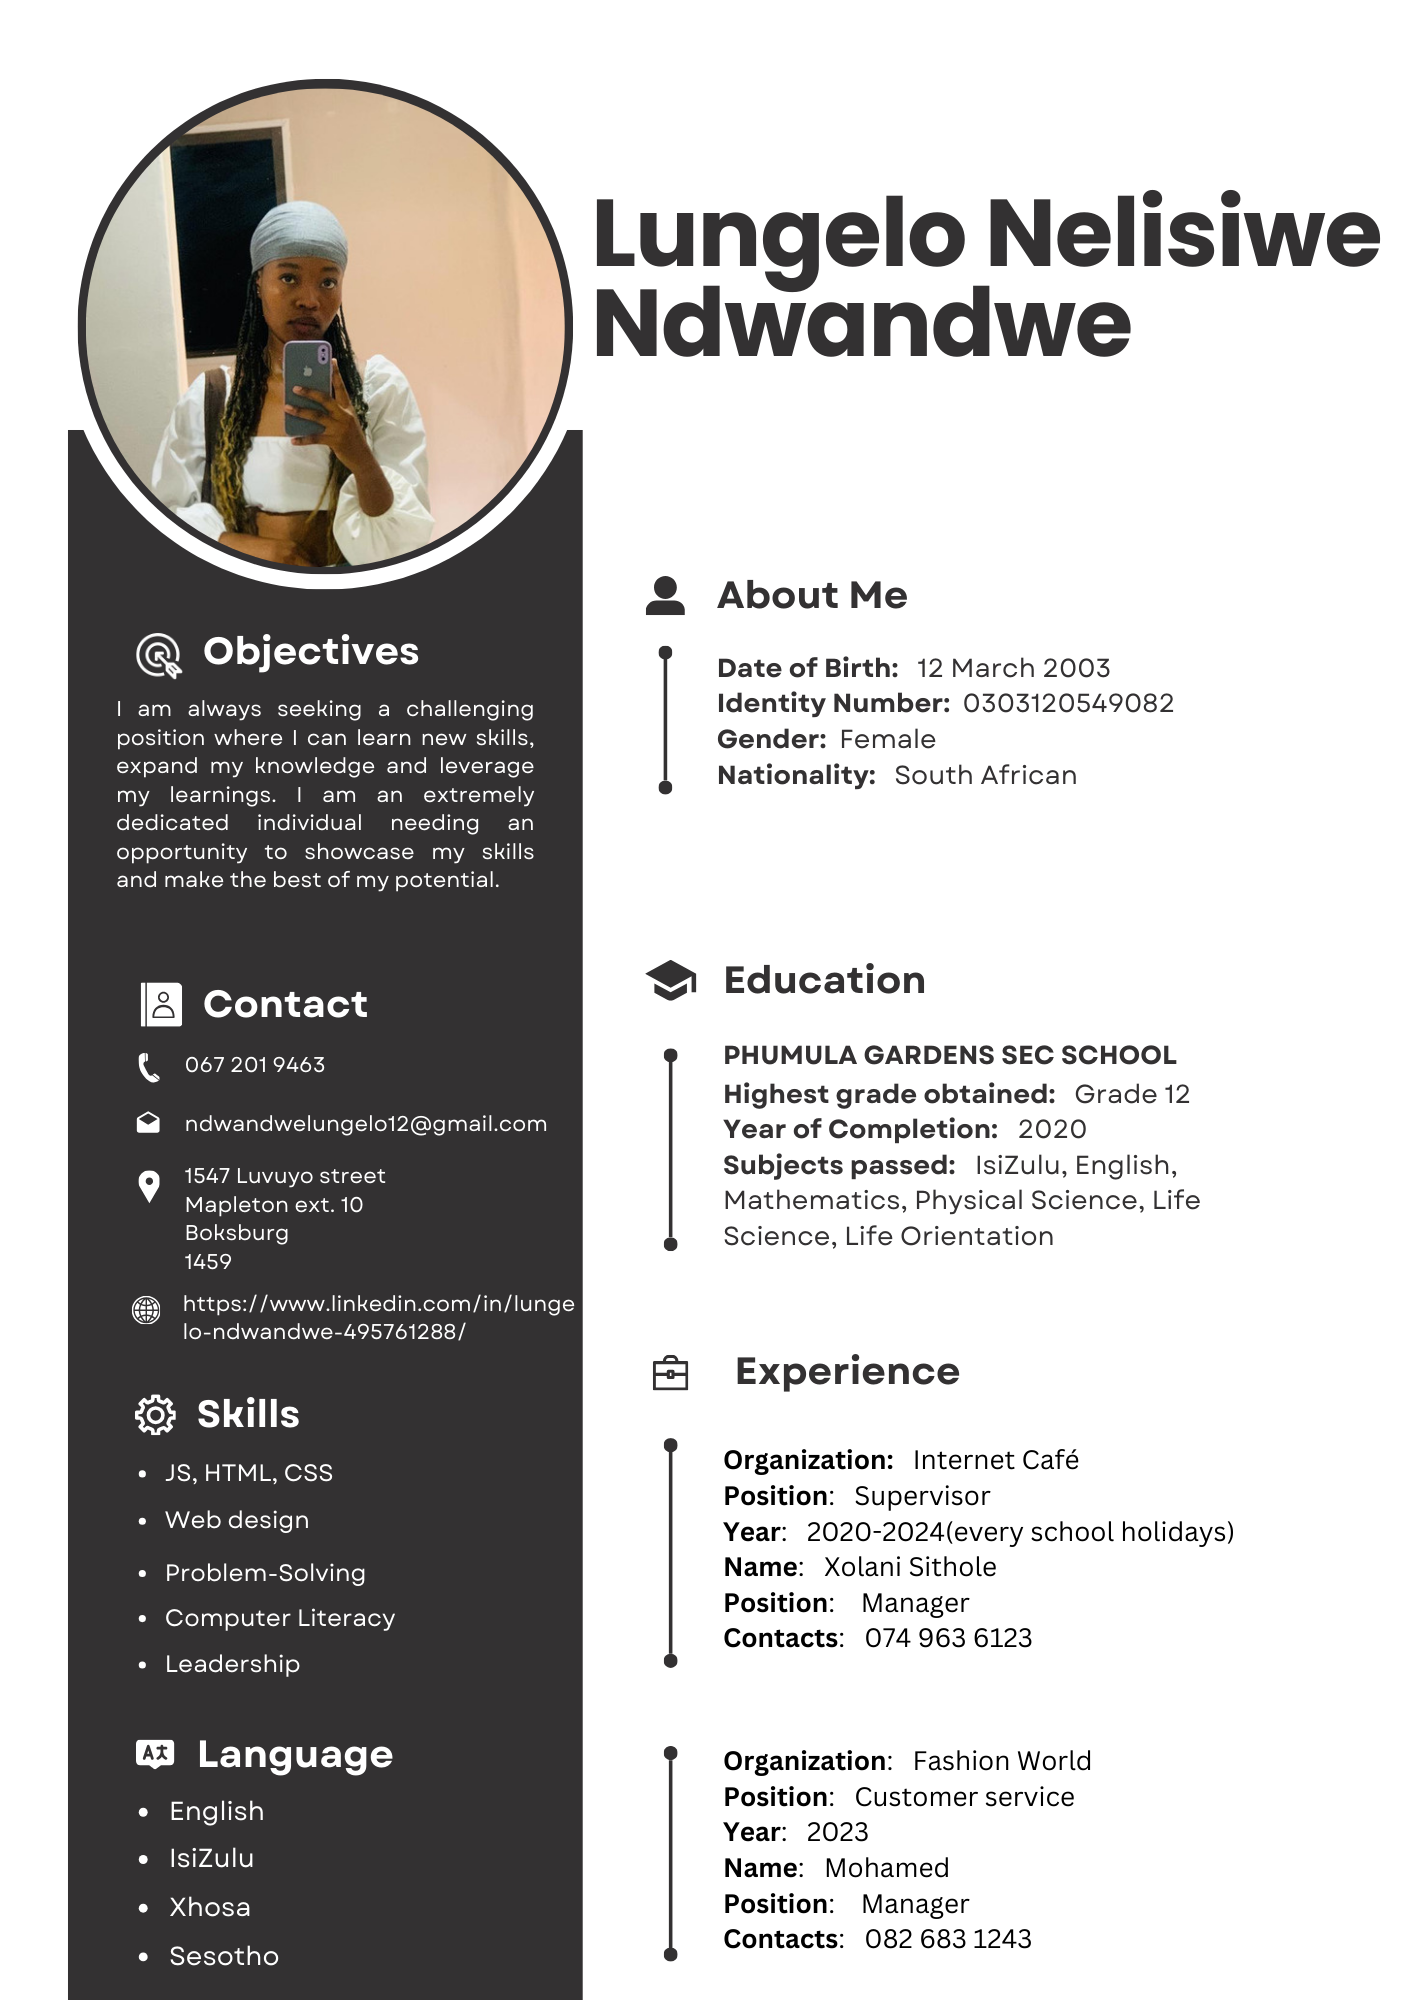 Lungelo Nelisiwe
Ndwandwe
Objectives
I am always seeking a challenging
position where I can learn new skills,
expand my knowledge and leverage
my learnings. I am an extremely
dedicated individual needing an
opportunity to showcase my skills
and make the best of my potential.
Contact
067 201 9463
ndwandwelungelo12@gmail.com
1547 Luvuyo street
Mapleton ext. 10
Boksburg
1459
https://www.linkedin.com/in/lunge
lo-ndwandwe-495761288/
Skills
• JS, HTML, CSS
• Web design
• Problem-Solving
• Computer Literacy
• Leadership
Language
• English
• IsiZulu
• Xhosa
• Sesotho
About Me
Date of Birth: 12 March 2003
Identity Number: 0303120549082
Gender: Female
Nationality: South African
Education
PHUMULA GARDENS SEC SCHOOL
Highest grade obtained: Grade 12
Year of Completion: 2020
Subjects passed: IsiZulu, English,
Mathematics, Physical Science, Life
Science, Life Orientation
Experience
Organization: Internet Café
Position: Supervisor
Year: 2020-2024(every school holidays)
Name: Xolani Sithole
Position: Manager
Contacts: 074 963 6123
Organization: Fashion World
Position: Customer service
Year: 2023
Name: Mohamed
Position: Manager
Contacts: 082 683 1243